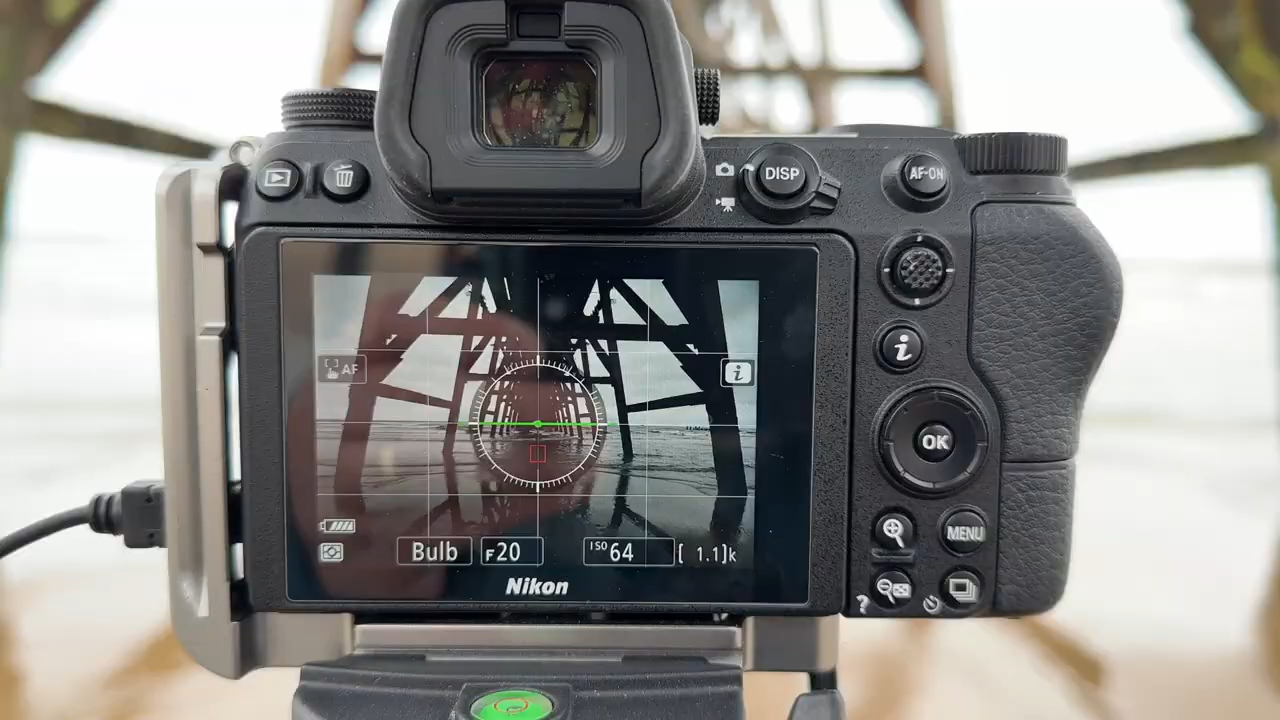 DISP
AF-ON
i
AF
i
OK
Bulb
F20
ISO 64
[ 1.1]k
MENU
Nikon
?